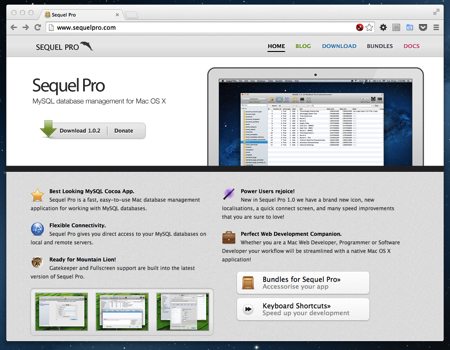 Sequel Pro
www.sequelpro.com
SEQUEL PRO
HOME BLOG DOWNLOAD BUNDLES DOCS
Sequel Pro
MySQL database management for Mac OS X
Download 1.0.2 Donate
Best Looking MySQL Cocoa App.
Sequel Pro is a fast, easy-to-use Mac database management
application for working with MySQL databases.
Flexible Connectivity.
Sequel Pro gives you direct access to your MySQL databases on
local and remote servers.
Ready for Mountain Lion!
Gatekeeper and Fullscreen support are built into the latest
version of Sequel Pro.
Power Users rejoice!
New in Sequel Pro 1.0 we have a brand new icon, new
localisations, a quick connect screen, and many speed improvements
that you are sure to love!
Perfect Web Development Companion.
Whether you are a Mac Web Developer, Programmer or Software
Developer your workflow will be streamlined with a native Mac OS X
application!
Bundles for Sequel Pro»
Accessorise your app
Keyboard Shortcuts»
Speed up your development